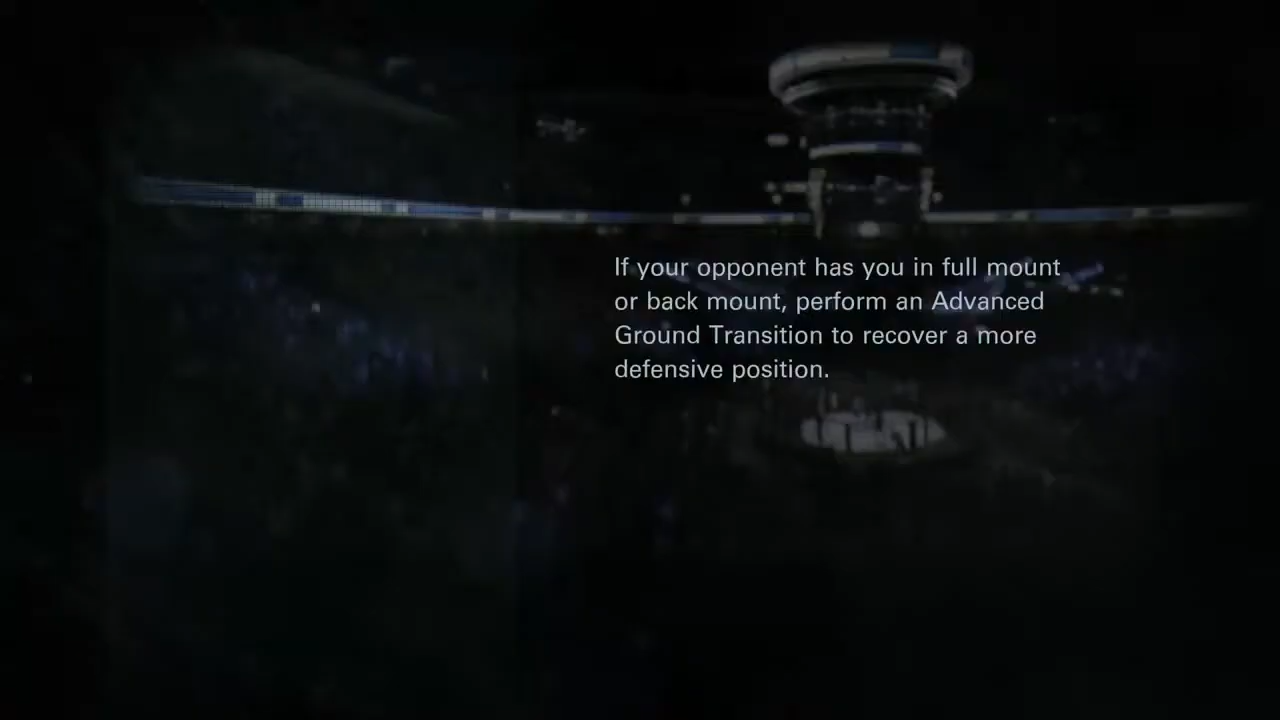 If your opponent has you in full mount
or back mount, perform an Advanced
Ground Transition to recover a more
defensive position.